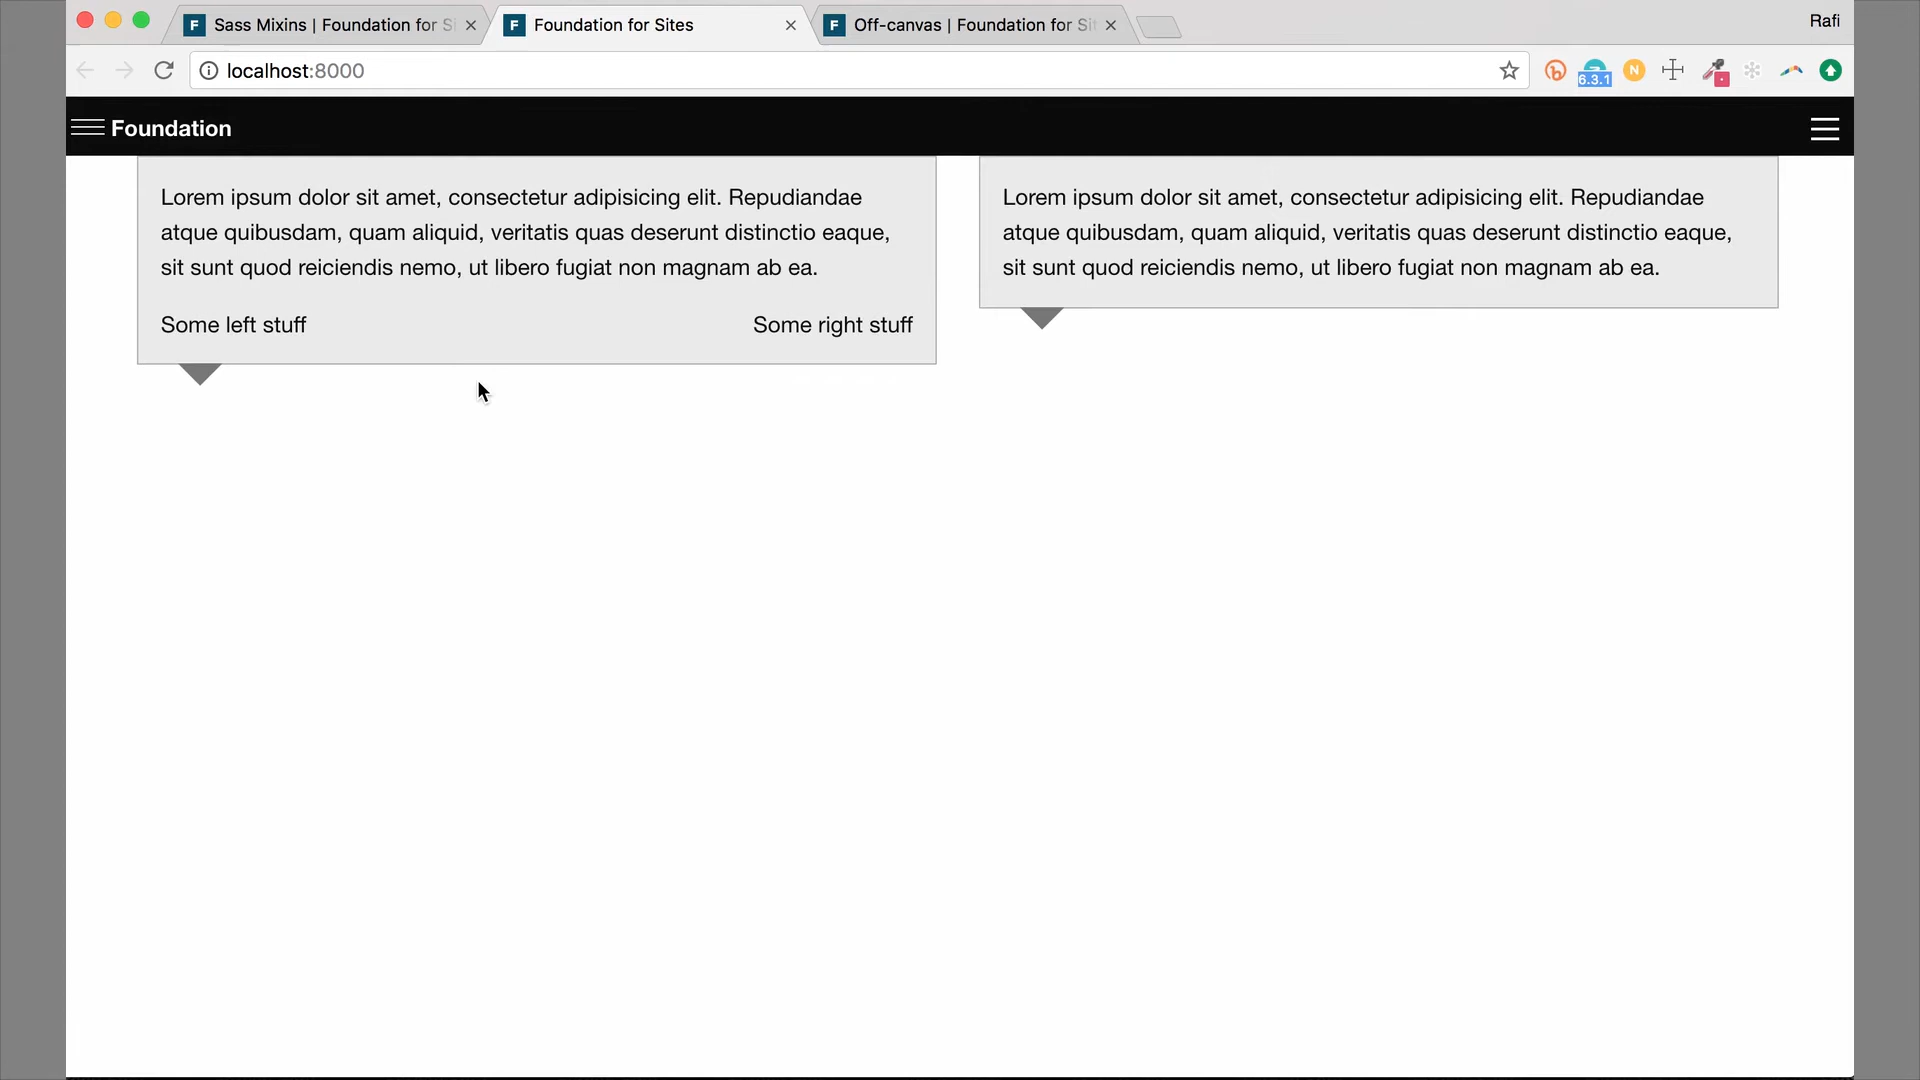 Sass Mixins | Foundation for Si
Foundation for Sites
Off-canvas | Foundation for Sit
Rafi
localhost:8000
6.3.1
Foundation
Lorem ipsum dolor sit amet, consectetur adipisicing elit. Repudiandae
atque quibusdam, quam aliquid, veritatis quas deserunt distinctio eaque,
sit sunt quod reiciendis nemo, ut libero fugiat non magnam ab ea.
Some left stuff
Some right stuff
Lorem ipsum dolor sit amet, consectetur adipisicing elit. Repudiandae
atque quibusdam, quam aliquid, veritatis quas deserunt distinctio eaque,
sit sunt quod reiciendis nemo, ut libero fugiat non magnam ab ea.